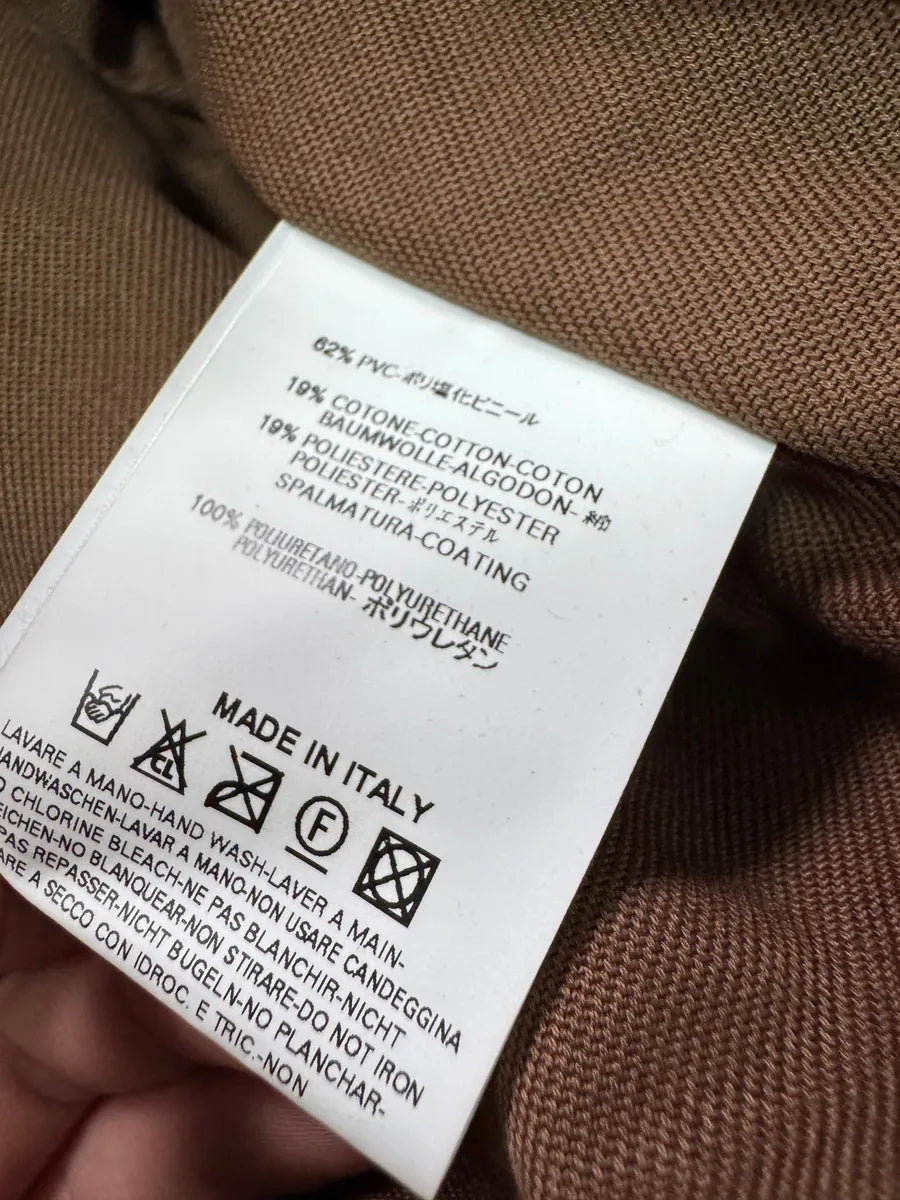 62% PVC-ポリ塩化ビニール
19% COTONE-COTTON-COTON
BAUMWOLLE-ALGODON- 綿
19% POLIESTERE-POLYESTER
POLIESTER-ポリエステル
SPALMATURA-COATING
100% POLIURETANO-POLYURETHANE
POLYURETHAN- ポリウレタン
MADE IN ITALY
CL
F
LAVARE A MANO-HAND WASH-LAVER A MAIN-
HANDWASCHEN-LAVAR A MANO-NON USARE CANDEGGINA
CHLORINE BLEACH-NE PAS BLANCHIR-NICHT
EICHEN-NO BLANQUEAR-NON STIRARE-DO NOT IRON
PAS REPASSER-NICHT BUGELN-NO PLANCHAR-
ARE A SECCO CON IDROC. E TRIC.-NON